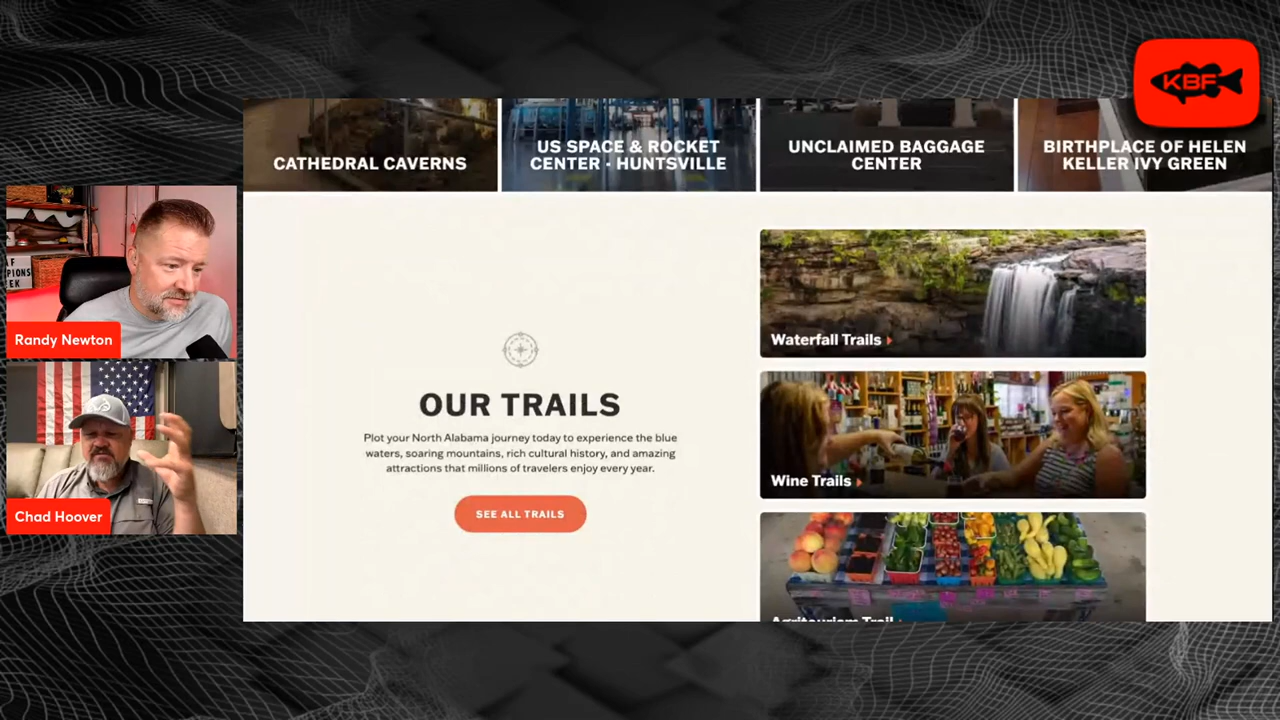 KBF
CATHEDRAL CAVERNS
US SPACE & ROCKET
CENTER - HUNTSVILLE
UNCLAIMED BAGGAGE
CENTER
BIRTHPLACE OF HELEN
KELLER IVY GREEN
Randy Newton
Chad Hoover
OUR TRAILS
Plot your North Alabama journey today to experience the blue
waters, soaring mountains, rich cultural history, and amazing
attractions that millions of travelers enjoy every year.
SEE ALL TRAILS
Waterfall Trails
Wine Trails
Agritourism Trail